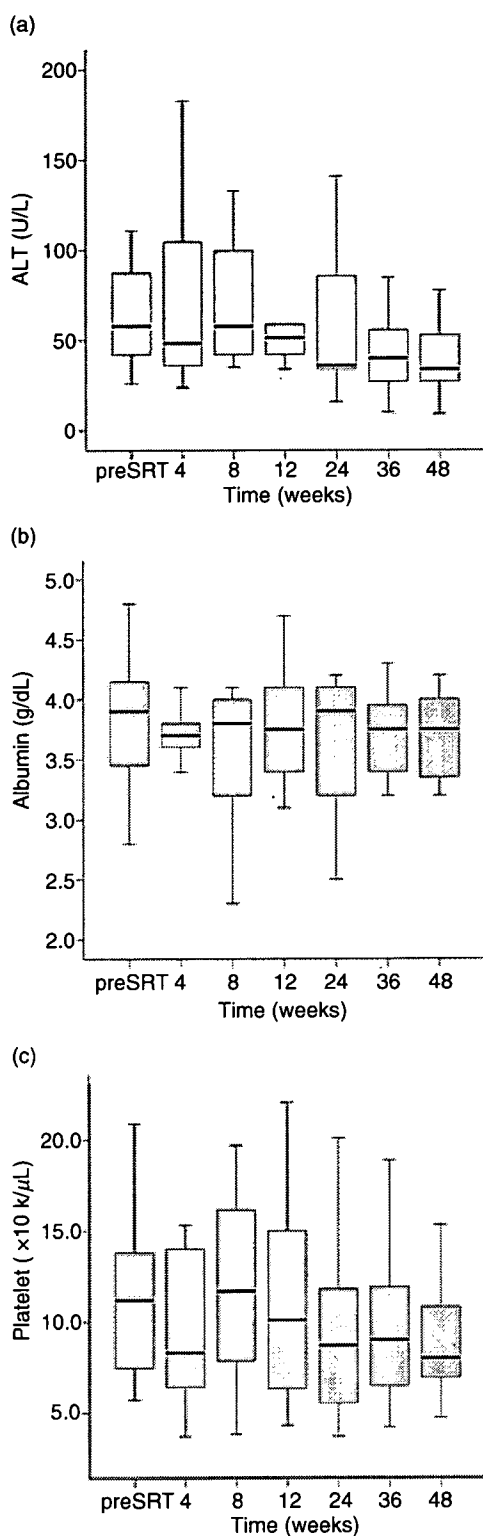 (a)
200
150
100
50
0
ALT (U/L)
preSRT 4 8 12 24 36 48
Time (weeks)
(b)
5.0
4.5
4.0
3.5
3.0
2.5
2.0
Albumin (g/dL)
preSRT 4 8 12 24 36 48
Time (weeks)
(c)
20.0
15.0
10.0
5.0
Platelet ( ×10 k/μL)
preSRT 4 8 12 24 36 48
Time (weeks)